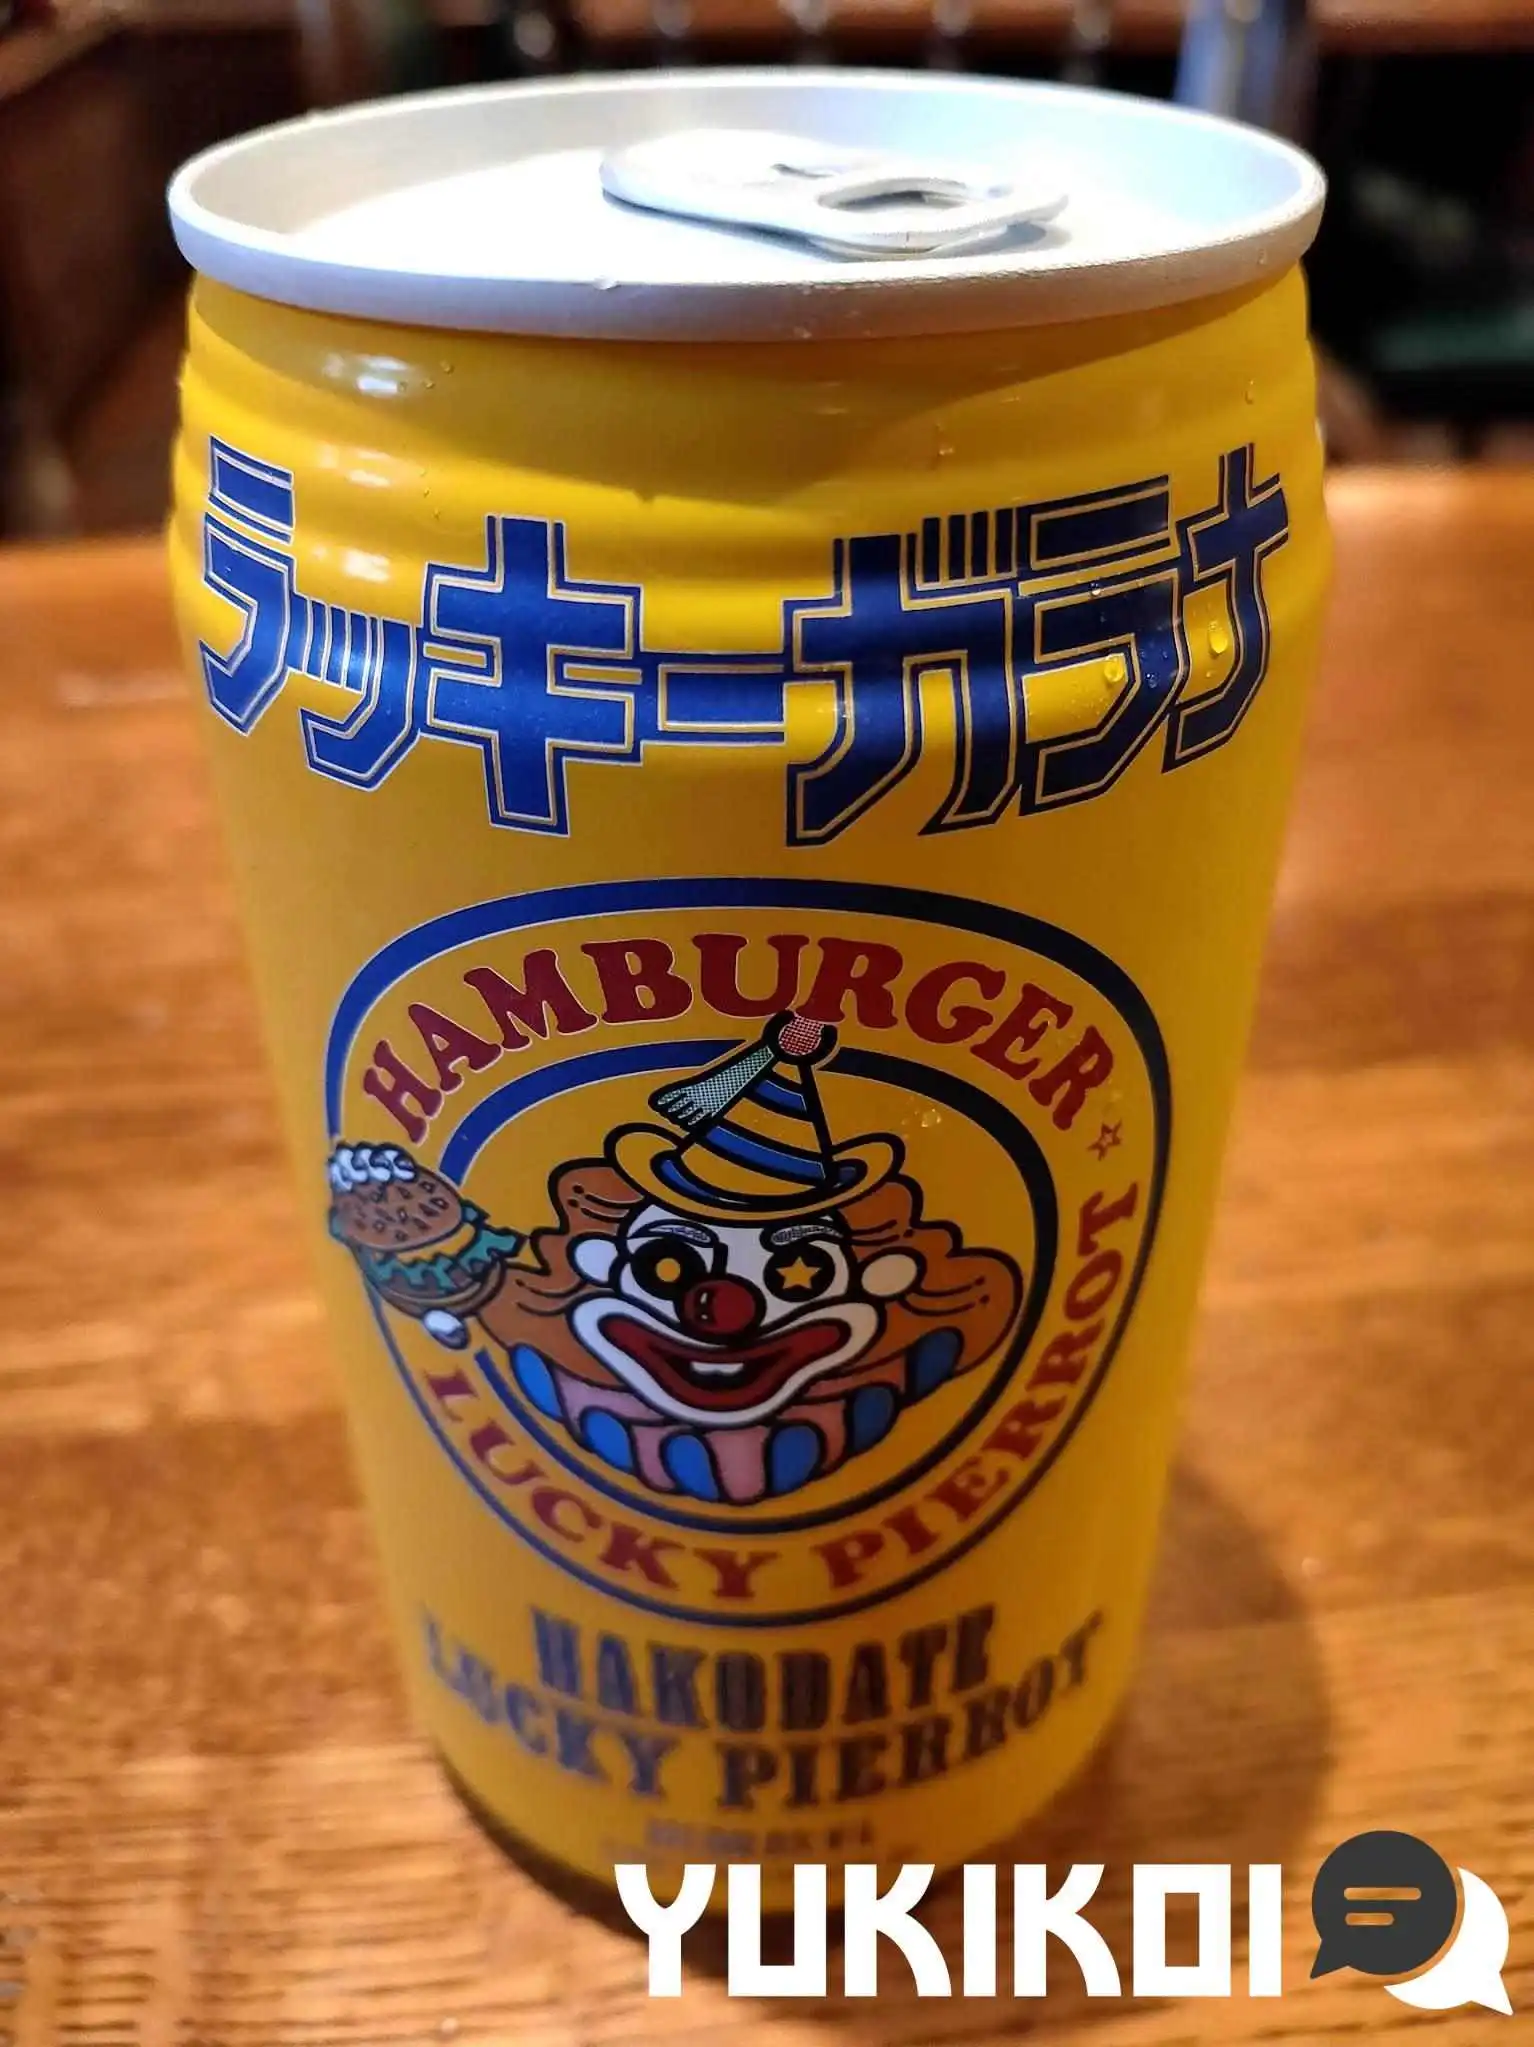 ラッキーガラナ
HAMBURGER☆
LUCKY PIERROT
HAKODATE
LUCKY PIERROT
YUKIKOI